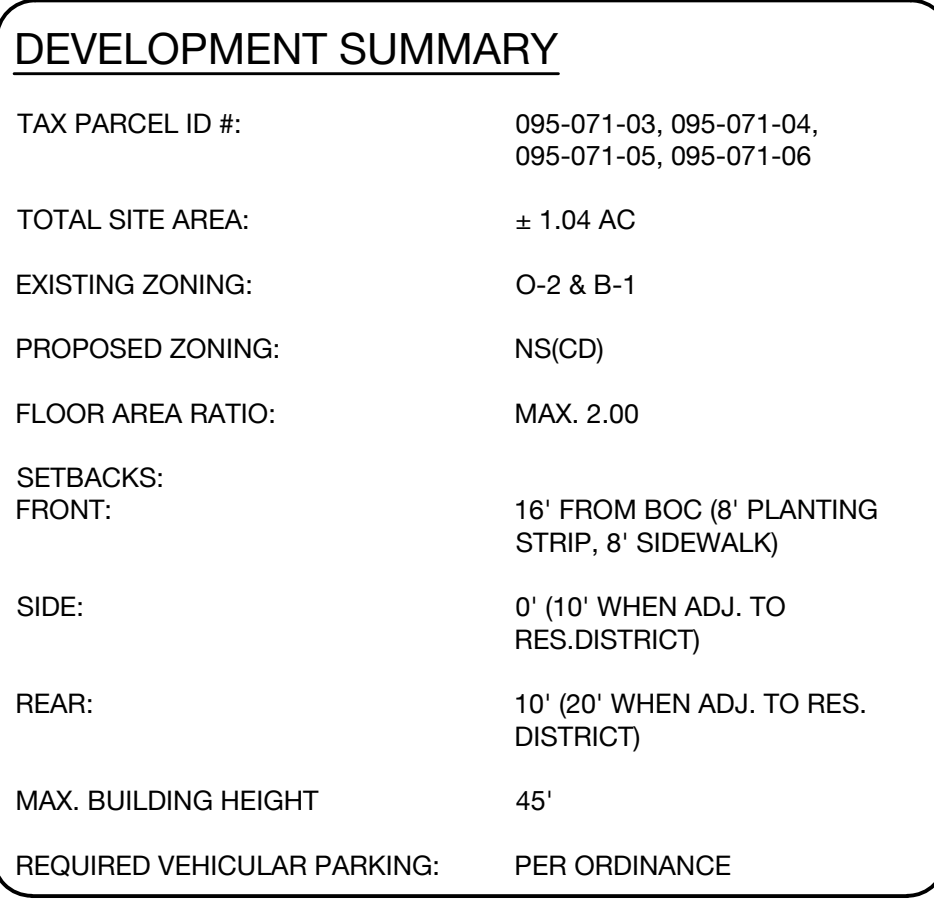 DEVELOPMENT SUMMARY
TAX PARCEL ID #: 095-071-03, 095-071-04,
095-071-05, 095-071-06
TOTAL SITE AREA: ± 1.04 AC
EXISTING ZONING: O-2 & B-1
PROPOSED ZONING: NS(CD)
FLOOR AREA RATIO: MAX. 2.00
SETBACKS:
FRONT: 16' FROM BOC (8' PLANTING
STRIP, 8' SIDEWALK)
SIDE: 0' (10' WHEN ADJ. TO
RES.DISTRICT)
REAR: 10' (20' WHEN ADJ. TO RES.
DISTRICT)
MAX. BUILDING HEIGHT 45'
REQUIRED VEHICULAR PARKING: PER ORDINANCE